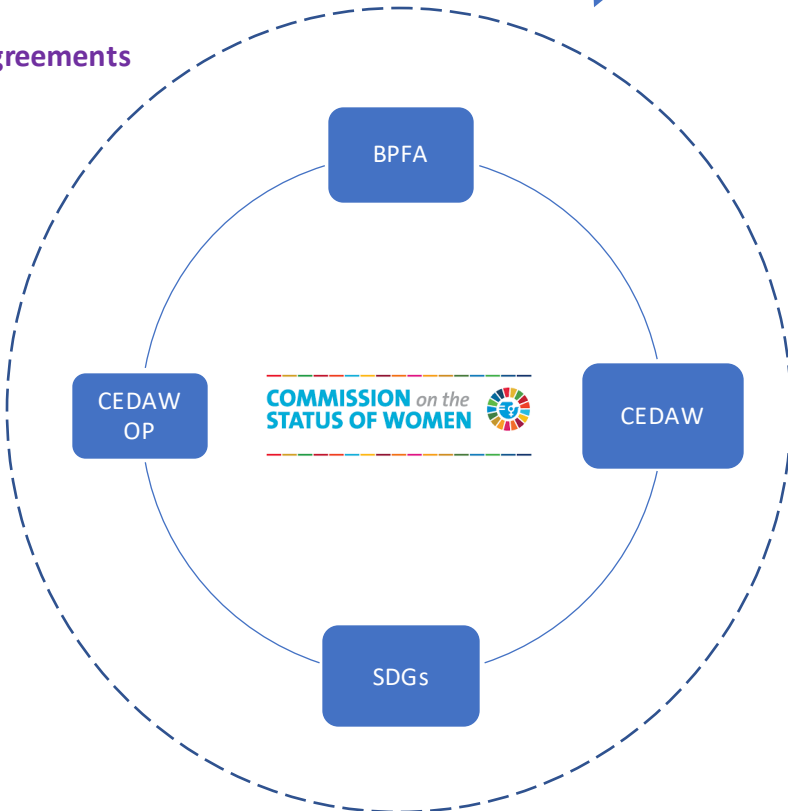 greements
BPFA
CEDAW
OP
COMMISSION on the
STATUS OF WOMEN
CEDAW
SDGs